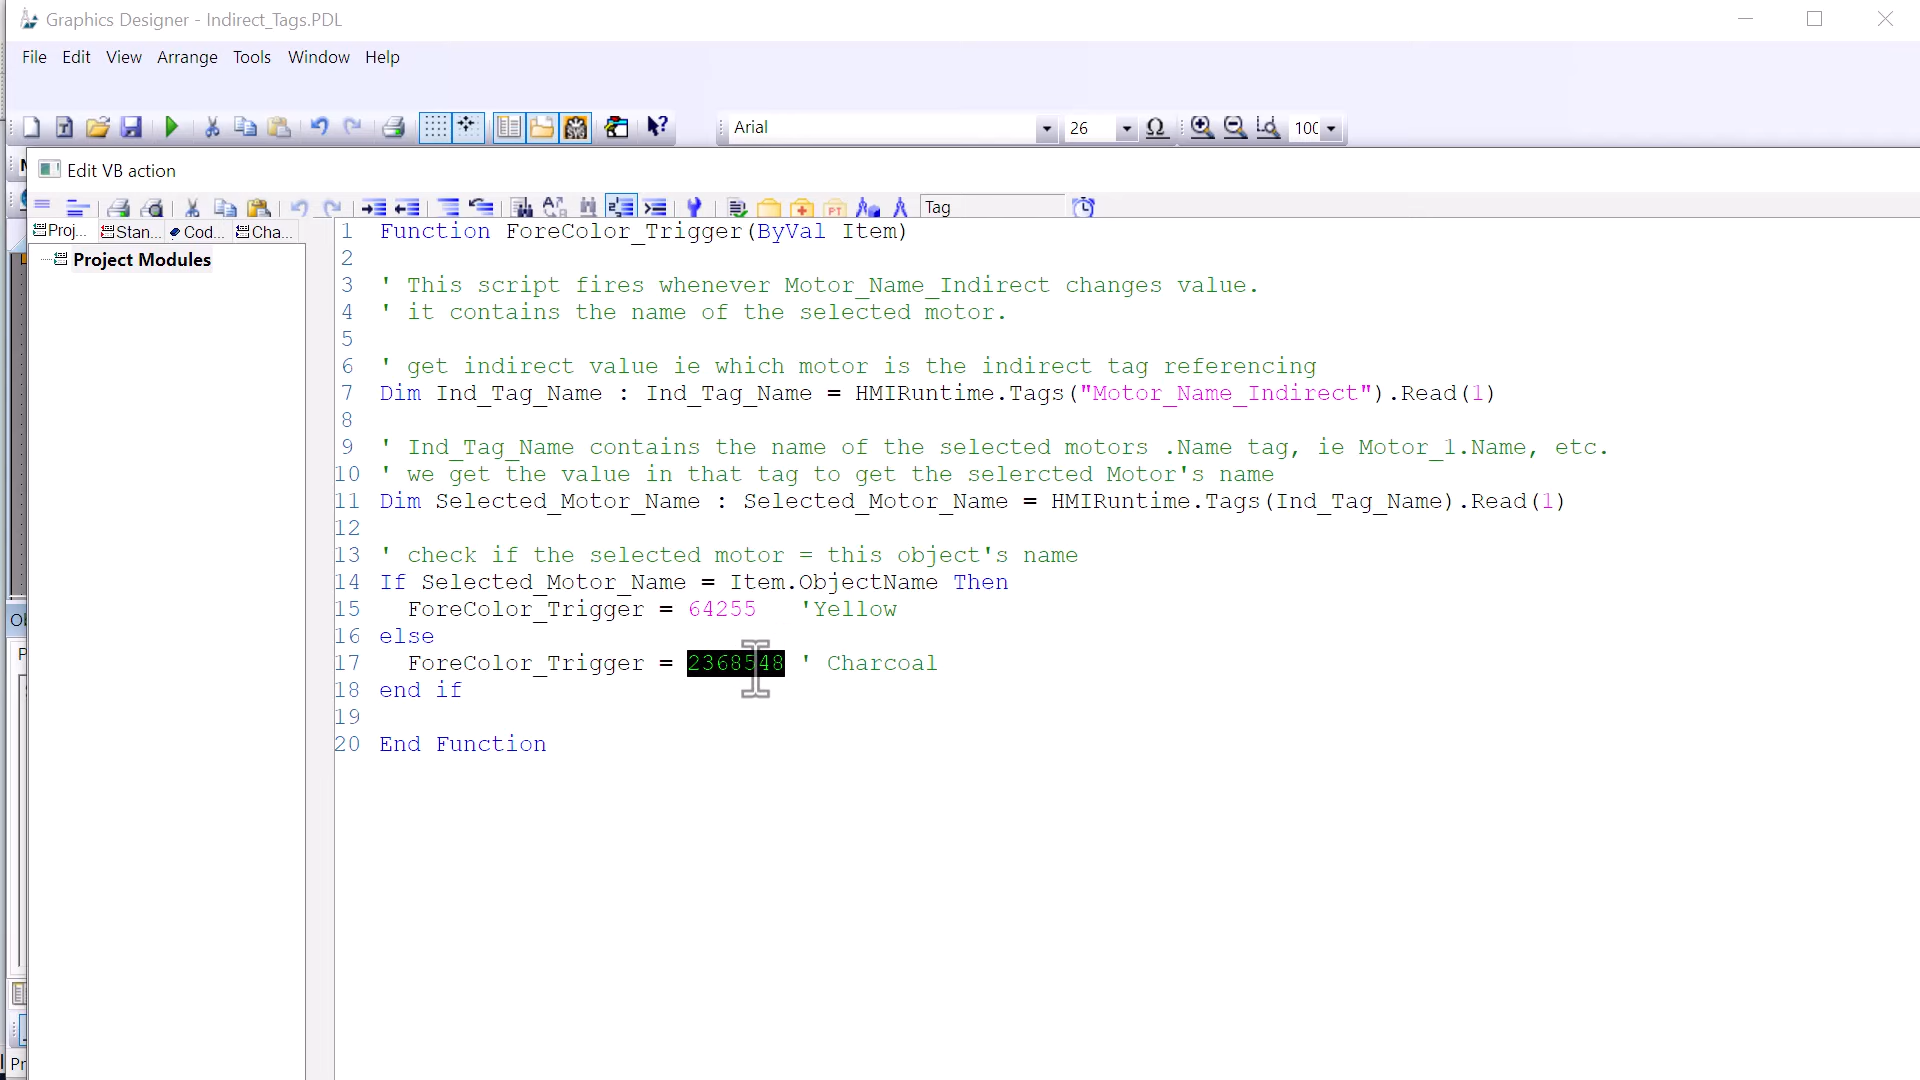 Graphics Designer - Indirect_Tags.PDL
File Edit View Arrange Tools Window Help
Arial 26 100
Edit VB action
Tag
Proj... Stan... Cod... Cha...
Project Modules
1 Function ForeColor_Trigger(ByVal Item)
2
3 ' This script fires whenever Motor_Name_Indirect changes value.
4 ' it contains the name of the selected motor.
5
6 ' get indirect value ie which motor is the indirect tag referencing
7 Dim Ind_Tag_Name : Ind_Tag_Name = HMIRuntime.Tags("Motor_Name_Indirect").Read(1)
8
9 ' Ind_Tag_Name contains the name of the selected motors .Name tag, ie Motor_1.Name, etc.
10 ' we get the value in that tag to get the selercted Motor's name
11 Dim Selected_Motor_Name : Selected_Motor_Name = HMIRuntime.Tags(Ind_Tag_Name).Read(1)
12
13 ' check if the selected motor = this object's name
14 If Selected_Motor_Name = Item.ObjectName Then
15 ForeColor_Trigger = 64255 'Yellow
16 else
17 ForeColor_Trigger = 2368548 ' Charcoal
18 end if
19
20 End Function